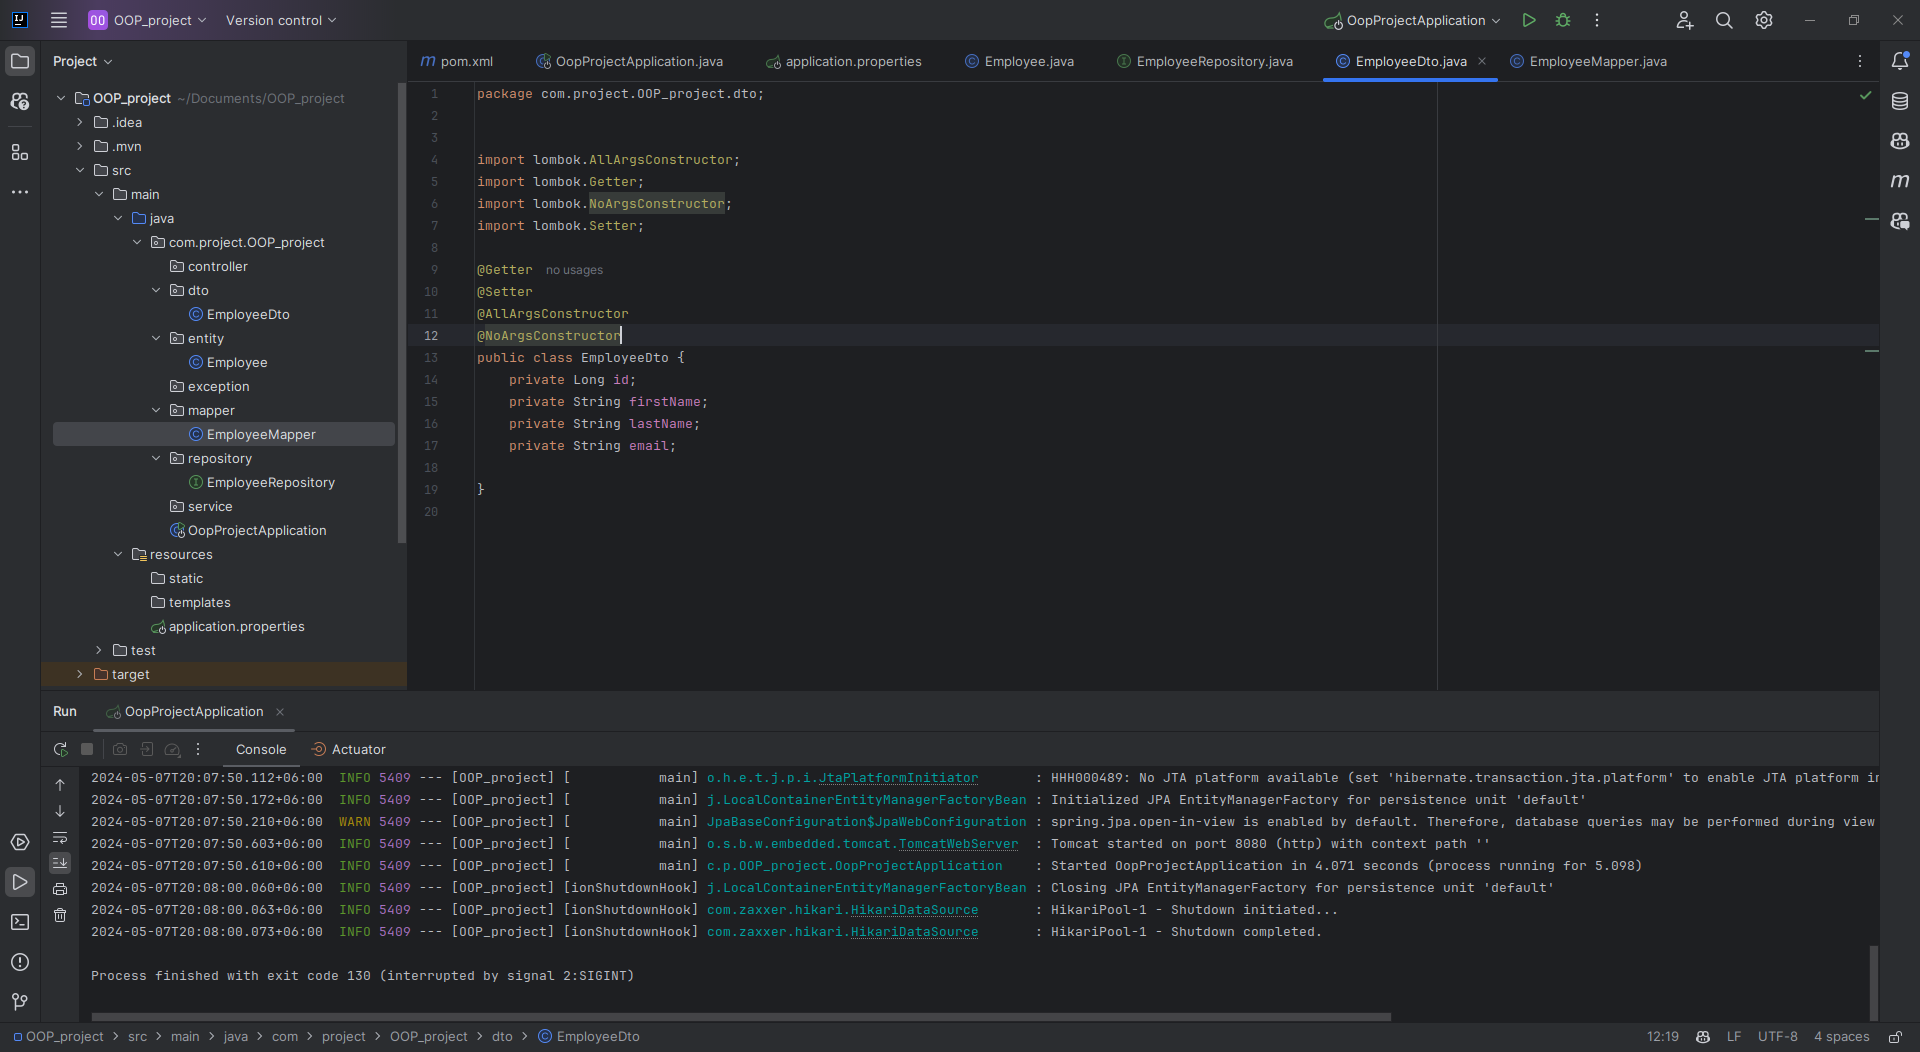 OO OOP_project Version control OopProjectApplication
Project
pom.xml OopProjectApplication.java application.properties Employee.java EmployeeRepository.java EmployeeDto.java EmployeeMapper.java
OOP_project ~/Documents/OOP_project
.idea
.mvn
src
main
java
com.project.OOP_project
controller
dto
EmployeeDto
entity
Employee
exception
mapper
EmployeeMapper
repository
EmployeeRepository
service
OopProjectApplication
resources
static
templates
application.properties
test
target
1 package com.project.OOP_project.dto;
2
3
4 import lombok.AllArgsConstructor;
5 import lombok.Getter;
6 import lombok.NoArgsConstructor;
7 import lombok.Setter;
8
9 @Getter no usages
10 @Setter
11 @AllArgsConstructor
12 @NoArgsConstructor
13 public class EmployeeDto {
14 private Long id;
15 private String firstName;
16 private String lastName;
17 private String email;
18
19 }
20
Run OopProjectApplication
Console Actuator
2024-05-07T20:07:50.112+06:00 INFO 5409 --- [OOP_project] [ main] o.h.e.t.j.p.i.JtaPlatformInitiator : HHH000489: No JTA platform available (set 'hibernate.transaction.jta.platform' to enable JTA platform in
2024-05-07T20:07:50.172+06:00 INFO 5409 --- [OOP_project] [ main] j.LocalContainerEntityManagerFactoryBean : Initialized JPA EntityManagerFactory for persistence unit 'default'
2024-05-07T20:07:50.210+06:00 WARN 5409 --- [OOP_project] [ main] JpaBaseConfiguration$JpaWebConfiguration : spring.jpa.open-in-view is enabled by default. Therefore, database queries may be performed during view
2024-05-07T20:07:50.603+06:00 INFO 5409 --- [OOP_project] [ main] o.s.b.w.embedded.tomcat.TomcatWebServer : Tomcat started on port 8080 (http) with context path ''
2024-05-07T20:07:50.610+06:00 INFO 5409 --- [OOP_project] [ main] c.p.OOP_project.OopProjectApplication : Started OopProjectApplication in 4.071 seconds (process running for 5.098)
2024-05-07T20:08:00.060+06:00 INFO 5409 --- [OOP_project] [ionShutdownHook] j.LocalContainerEntityManagerFactoryBean : Closing JPA EntityManagerFactory for persistence unit 'default'
2024-05-07T20:08:00.063+06:00 INFO 5409 --- [OOP_project] [ionShutdownHook] com.zaxxer.hikari.HikariDataSource : HikariPool-1 - Shutdown initiated...
2024-05-07T20:08:00.073+06:00 INFO 5409 --- [OOP_project] [ionShutdownHook] com.zaxxer.hikari.HikariDataSource : HikariPool-1 - Shutdown completed.
Process finished with exit code 130 (interrupted by signal 2:SIGINT)
OOP_project > src > main > java > com > project > OOP_project > dto > EmployeeDto 12:19 LF UTF-8 4 spaces